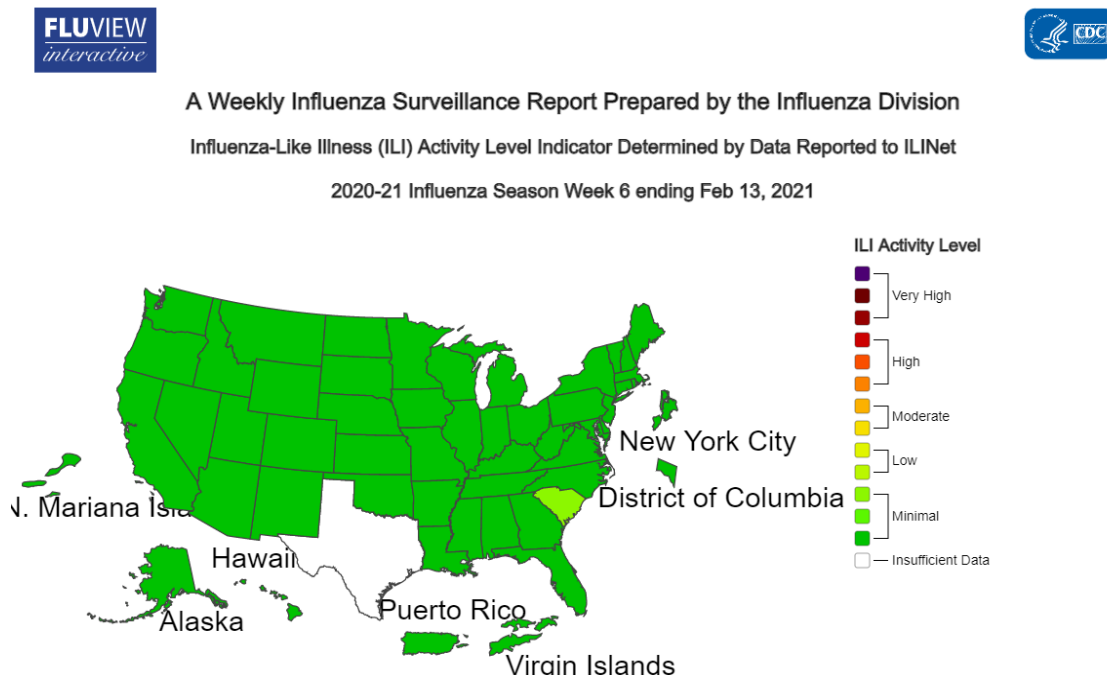 FLUVIEW
interactive
CDC
A Weekly Influenza Surveillance Report Prepared by the Influenza Division
Influenza-Like Illness (ILI) Activity Level Indicator Determined by Data Reported to ILINet
2020-21 Influenza Season Week 6 ending Feb 13, 2021
ILI Activity Level
Very High
High
Moderate
Low
Minimal
Insufficient Data
New York City
District of Columbia
N. Mariana Isla
Hawaii
Alaska
Puerto Rico
Virgin Islands